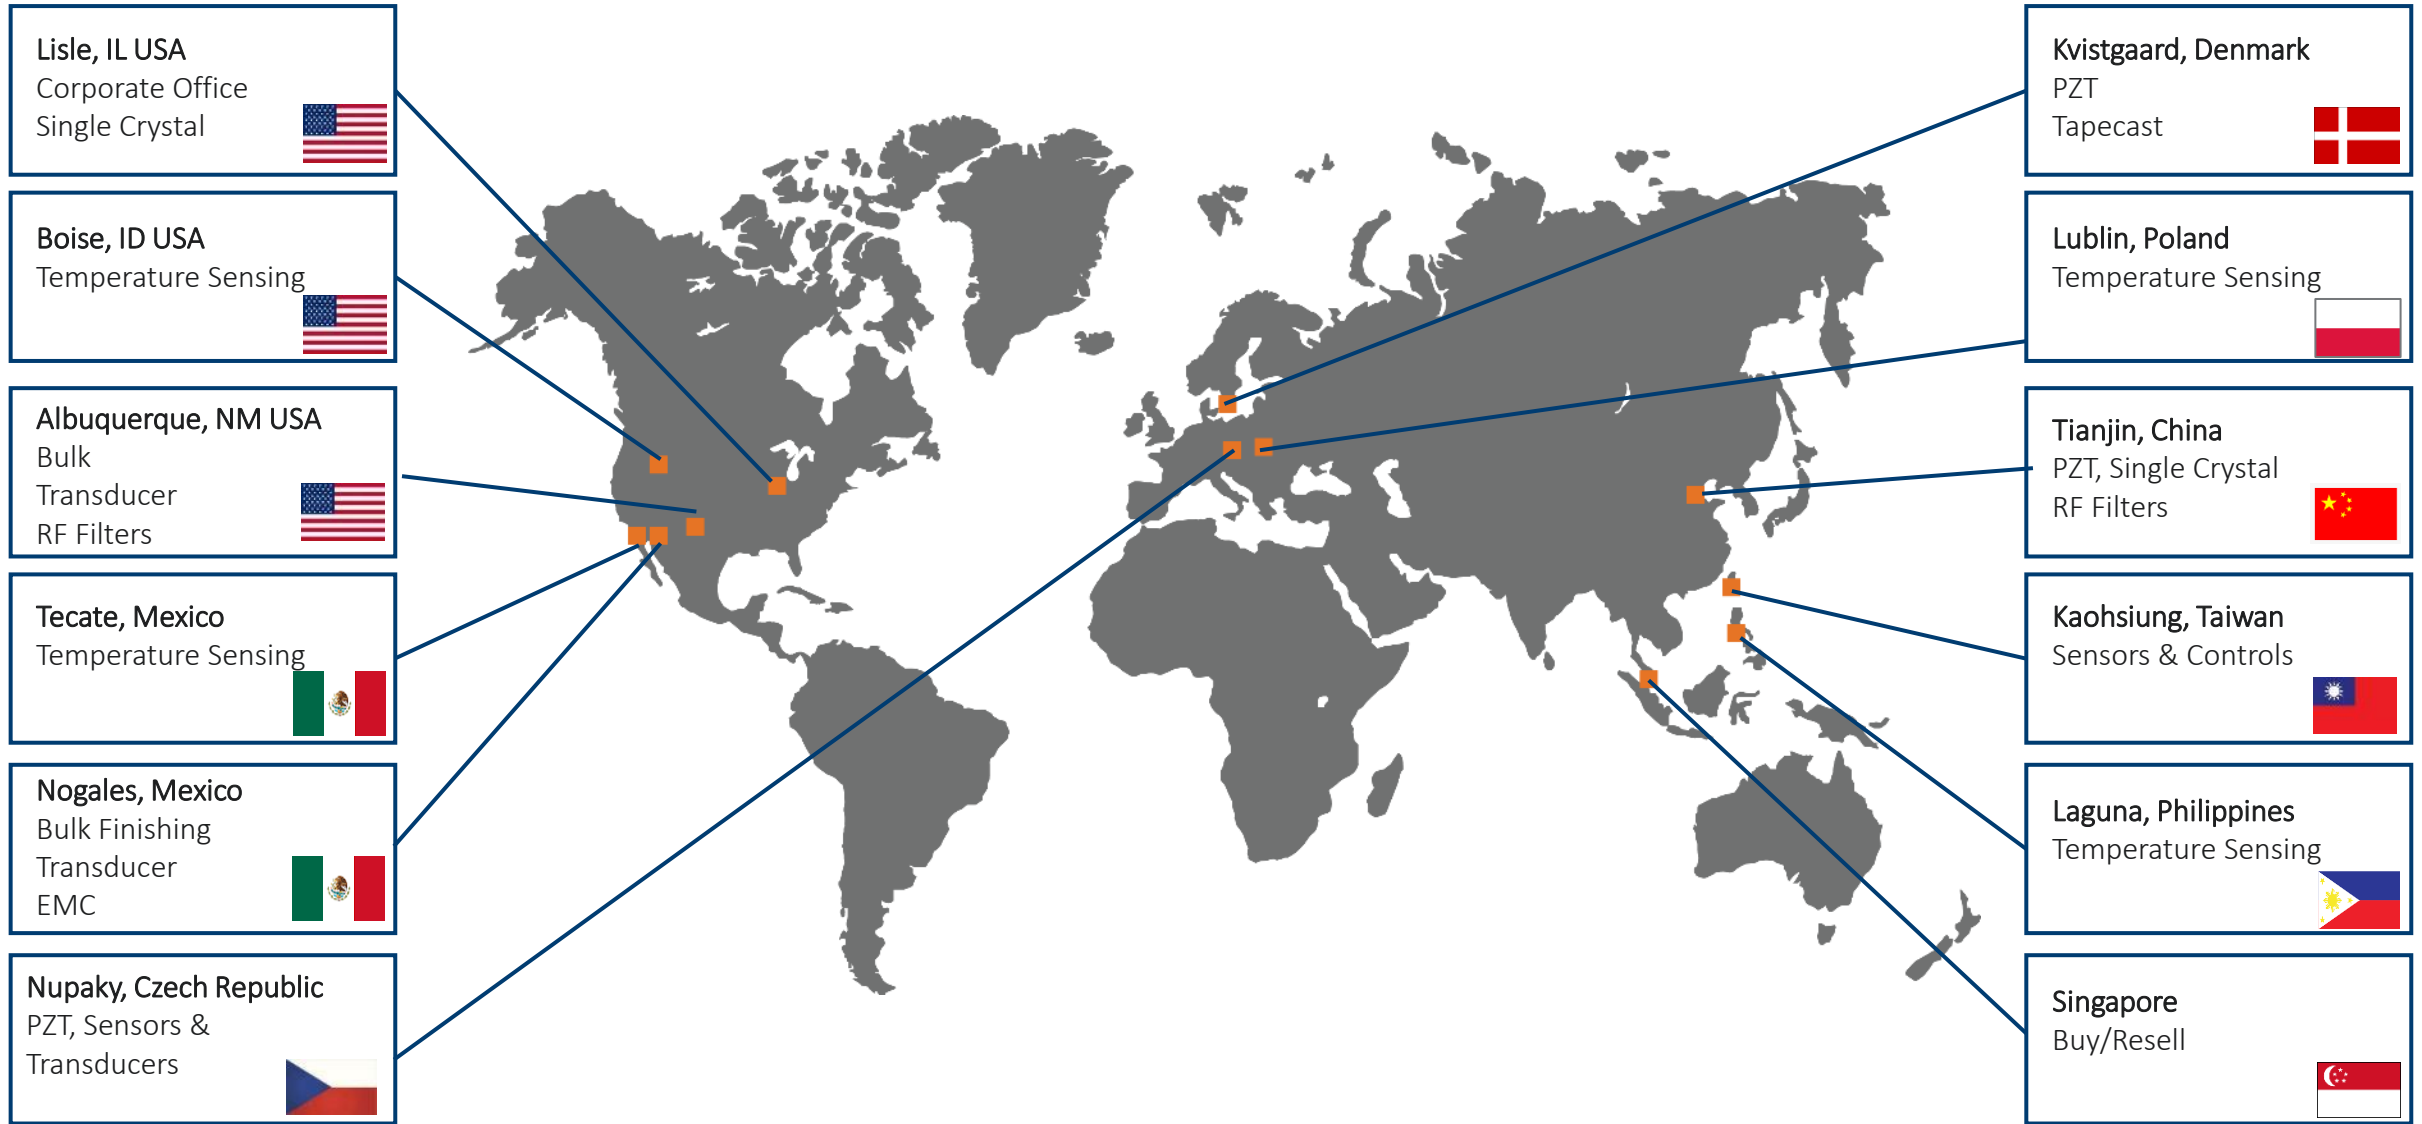 Lisle, IL USA
Corporate Office
Single Crystal
Boise, ID USA
Temperature Sensing
Albuquerque, NM USA
Bulk
Transducer
RF Filters
Tecate, Mexico
Temperature Sensing
Nogales, Mexico
Bulk Finishing
Transducer
EMC
Nupaky, Czech Republic
PZT, Sensors &
Transducers
Kvistgaard, Denmark
PZT
Tapecast
Lublin, Poland
Temperature Sensing
Tianjin, China
PZT, Single Crystal
RF Filters
Kaohsiung, Taiwan
Sensors & Controls
Laguna, Philippines
Temperature Sensing
Singapore
Buy/Resell